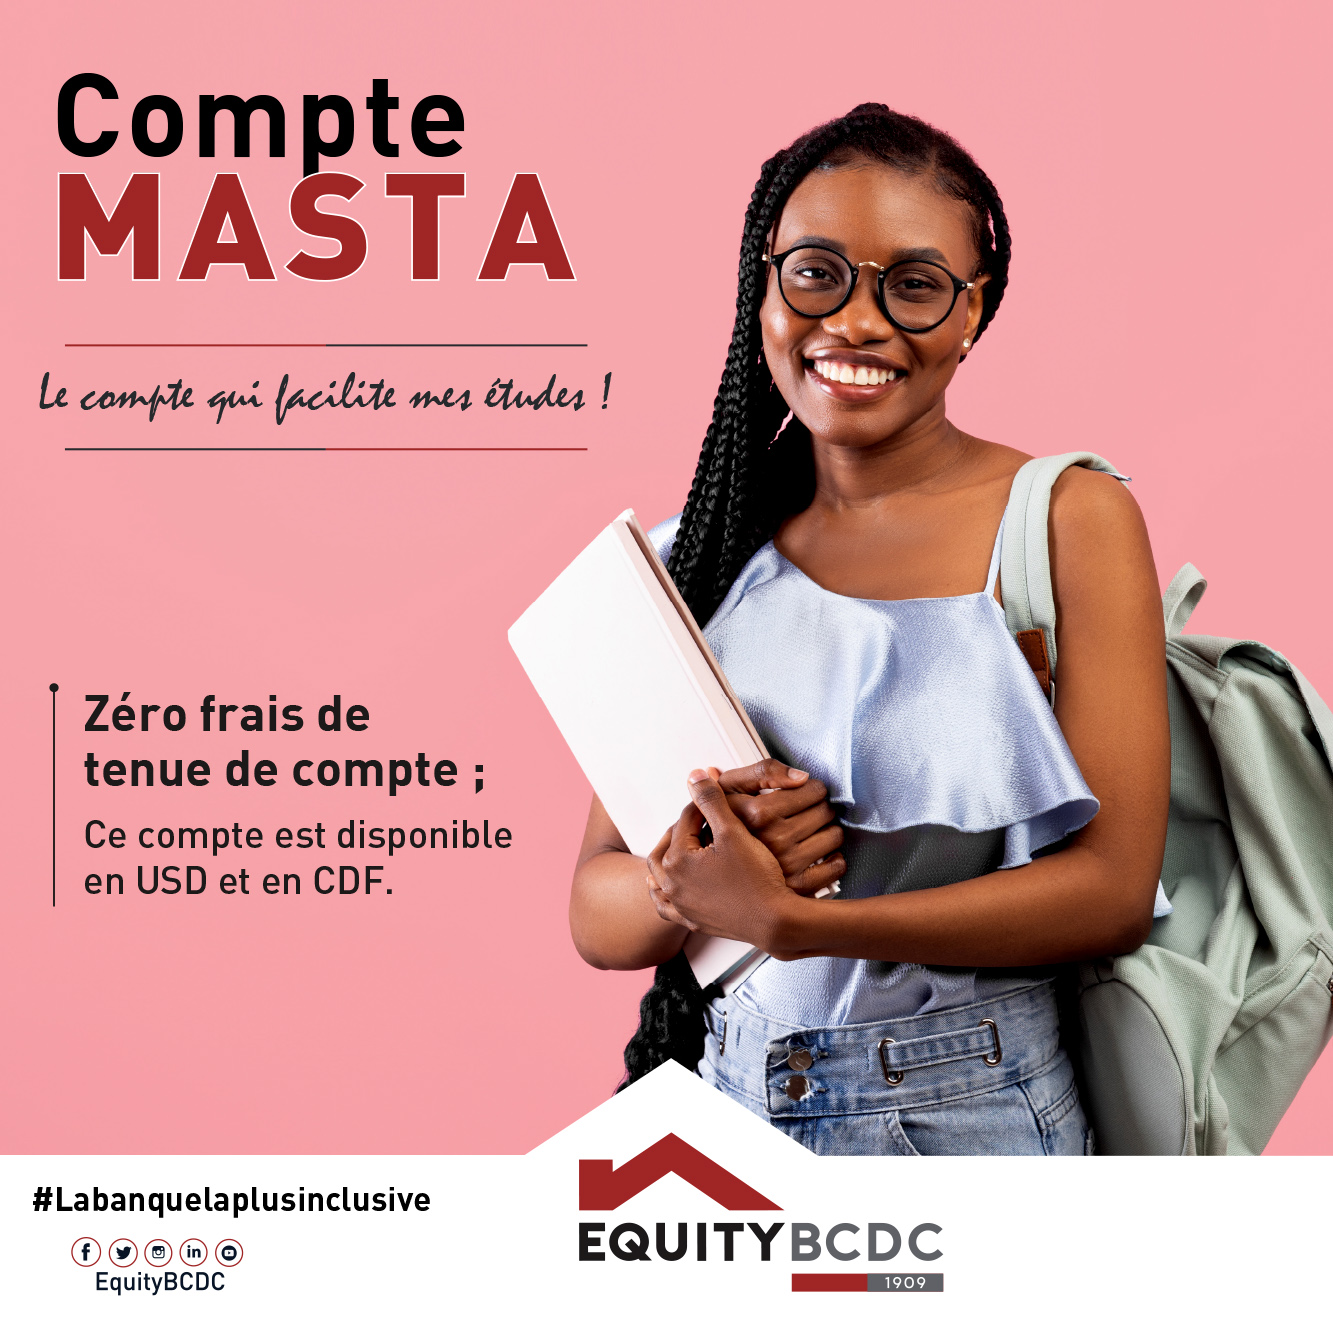 Compte
MASTA
Le compte qui facilite mes études !
Zéro frais de
tenue de compte ;
Ce compte est disponible
en USD et en CDF.
#Labanquelaplusinclusive
EquityBCDC
EQUITYBCDC
1909